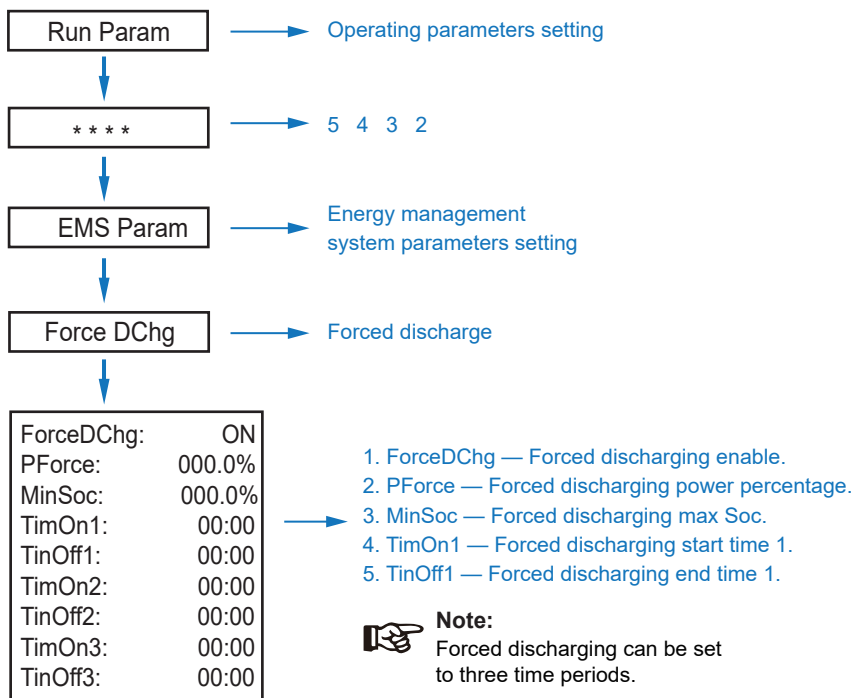 Run Param
Operating parameters setting
* * * *
5 4 3 2
EMS Param
Energy management
system parameters setting
Force DChg
Forced discharge
ForceDChg: ON
PForce: 000.0%
MinSoc: 000.0%
TimOn1: 00:00
TinOff1: 00:00
TimOn2: 00:00
TinOff2: 00:00
TimOn3: 00:00
TinOff3: 00:00
1. ForceDChg — Forced discharging enable.
2. PForce — Forced discharging power percentage.
3. MinSoc — Forced discharging max Soc.
4. TimOn1 — Forced discharging start time 1.
5. TinOff1 — Forced discharging end time 1.
Note:
Forced discharging can be set
to three time periods.